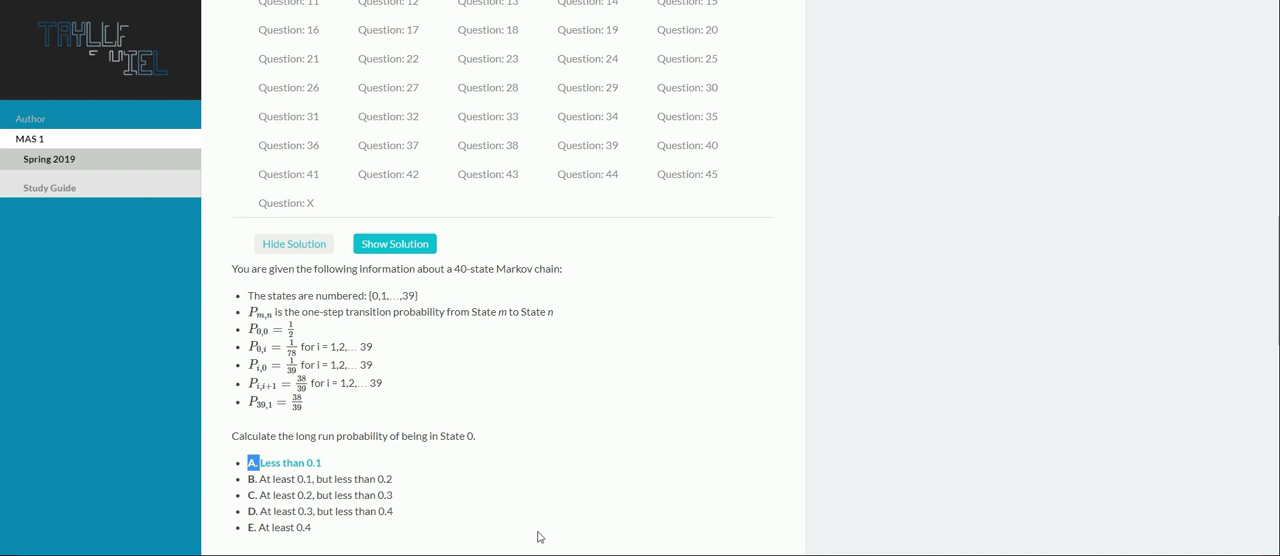 Question: 11 Question: 12 Question: 13 Question: 14 Question: 15
Question: 16 Question: 17 Question: 18 Question: 19 Question: 20
Question: 21 Question: 22 Question: 23 Question: 24 Question: 25
Question: 26 Question: 27 Question: 28 Question: 29 Question: 30
Question: 31 Question: 32 Question: 33 Question: 34 Question: 35
Question: 36 Question: 37 Question: 38 Question: 39 Question: 40
Question: 41 Question: 42 Question: 43 Question: 44 Question: 45
Question: X
Author
MAS 1
Spring 2019
Study Guide
Hide Solution Show Solution
You are given the following information about a 40-state Markov chain:
• The states are numbered: {0,1,…,39}
• P_{m,n} is the one-step transition probability from State m to State n
• P_{0,0} = 1/2
• P_{0,i} = 1/78 for i = 1,2,… 39
• P_{i,0} = 1/39 for i = 1,2,… 39
• P_{i,i+1} = 38/39 for i = 1,2,… 39
• P_{39,1} = 38/39
Calculate the long run probability of being in State 0.
• A. Less than 0.1
• B. At least 0.1, but less than 0.2
• C. At least 0.2, but less than 0.3
• D. At least 0.3, but less than 0.4
• E. At least 0.4